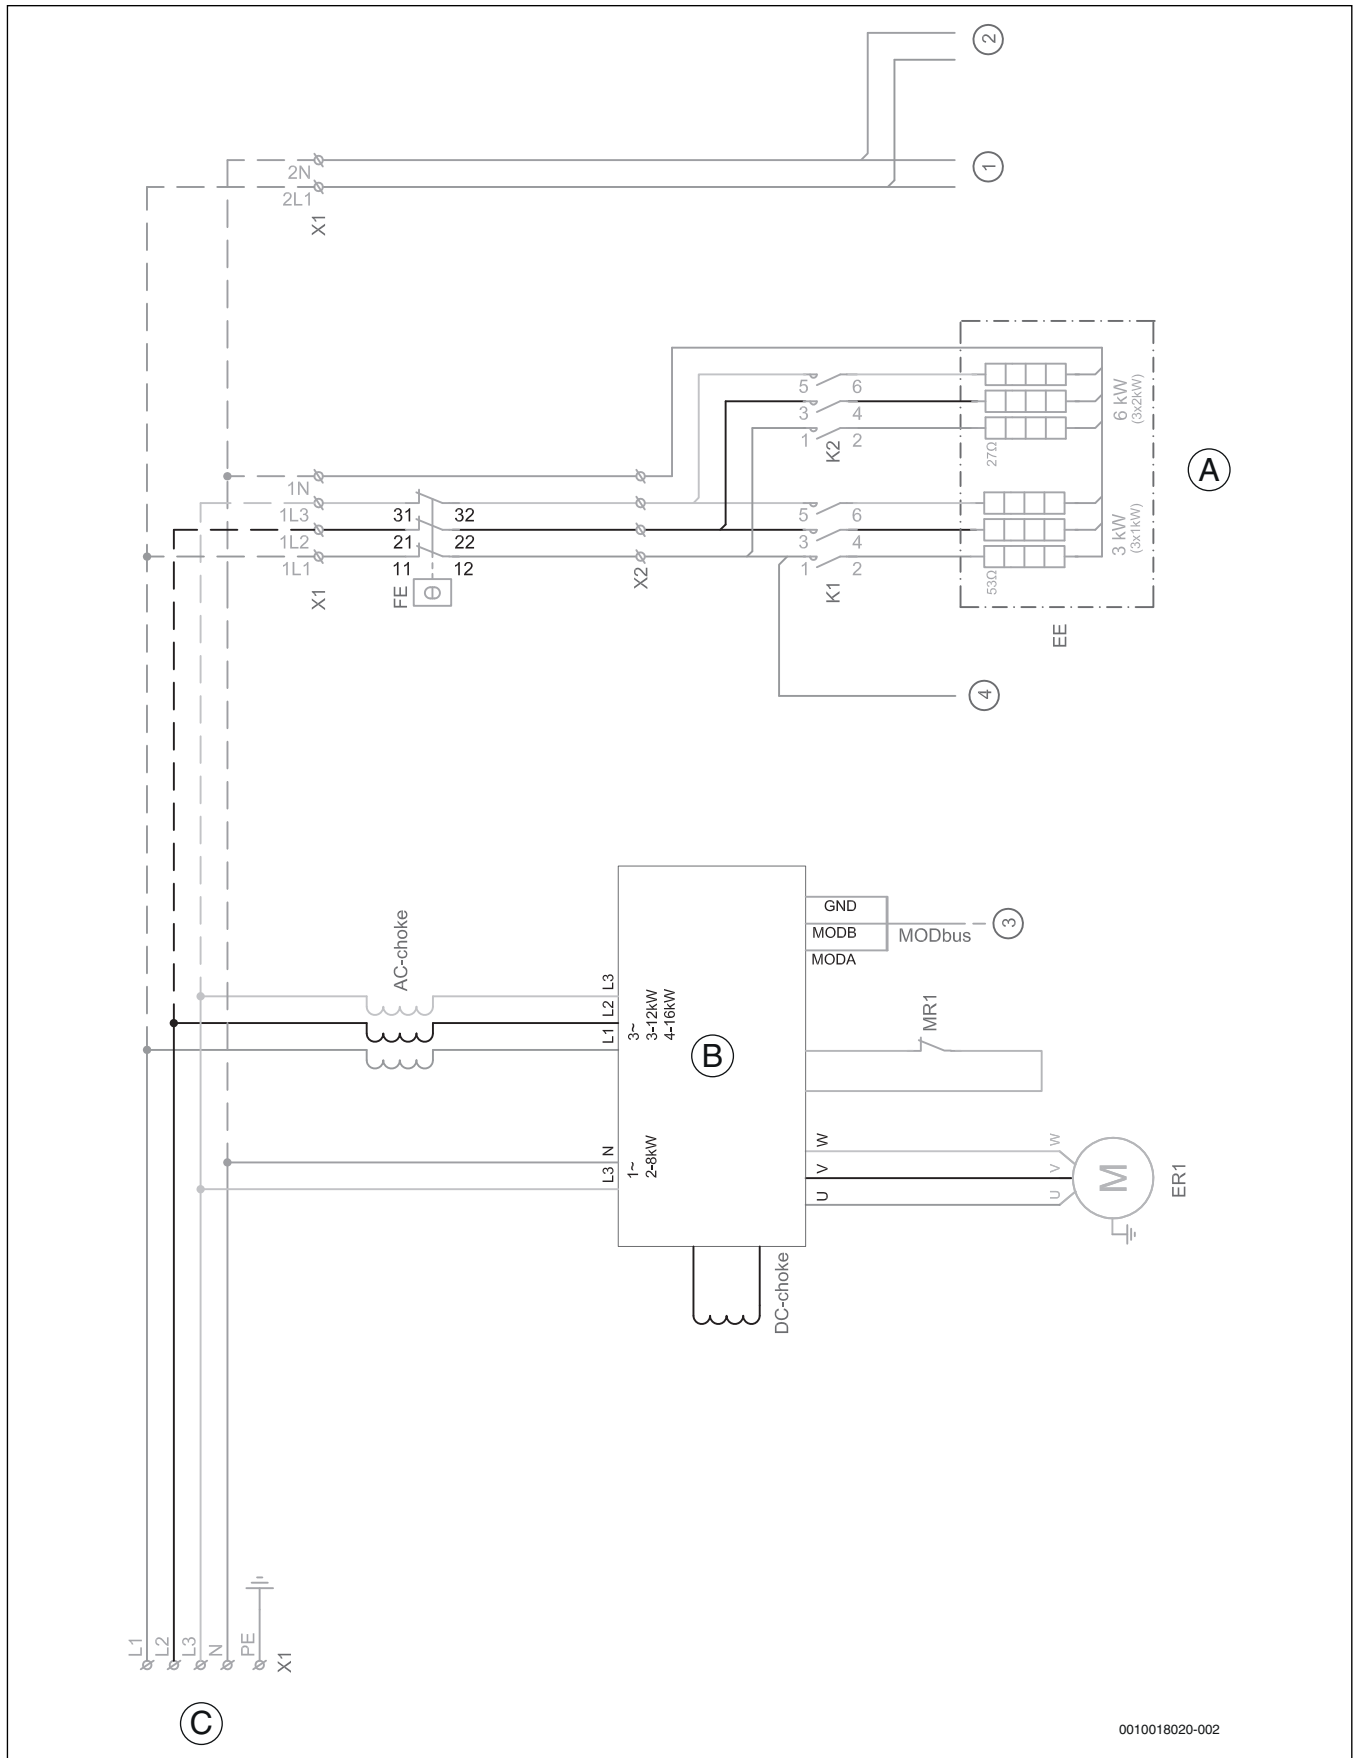 2
2N
2L1
X1
1
5
6
3
4
1
2
K2
27Ω
6 kW
(3x2kW)
A
1N
1L3
1L2
1L1
X1
31
32
21
22
11
12
FE
Θ
X2
5
6
3
4
1
2
K1
53Ω
3 kW
(3x1kW)
EE
4
AC-choke
L3
L2
L1
3~
3-12kW
4-16kW
B
GND
MODB
MODA
MODbus
3
MR1
N
L3
1~
2-8kW
W
V
U
W
V
U
M
ER1
DC-choke
L1
L2
L3
N
PE
X1
C
0010018020-002